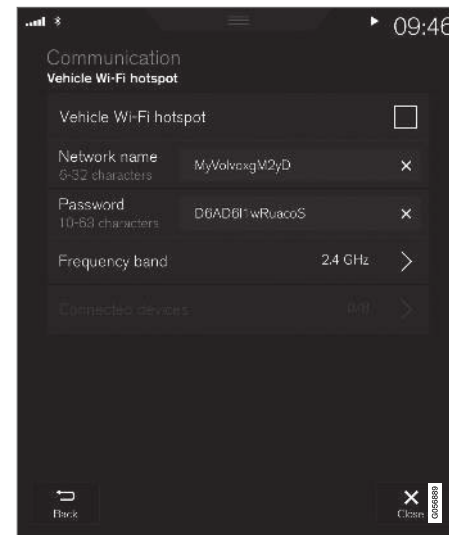 09:46
Communication
Vehicle Wi-Fi hotspot
Vehicle Wi-Fi hotspot
Network name
6-32 characters
MyVolvoxgM2yD
Password
10-63 characters
D6AD6l1wRuacoS
Frequency band
2.4 GHz
Connected devices
Back
Close
G056889